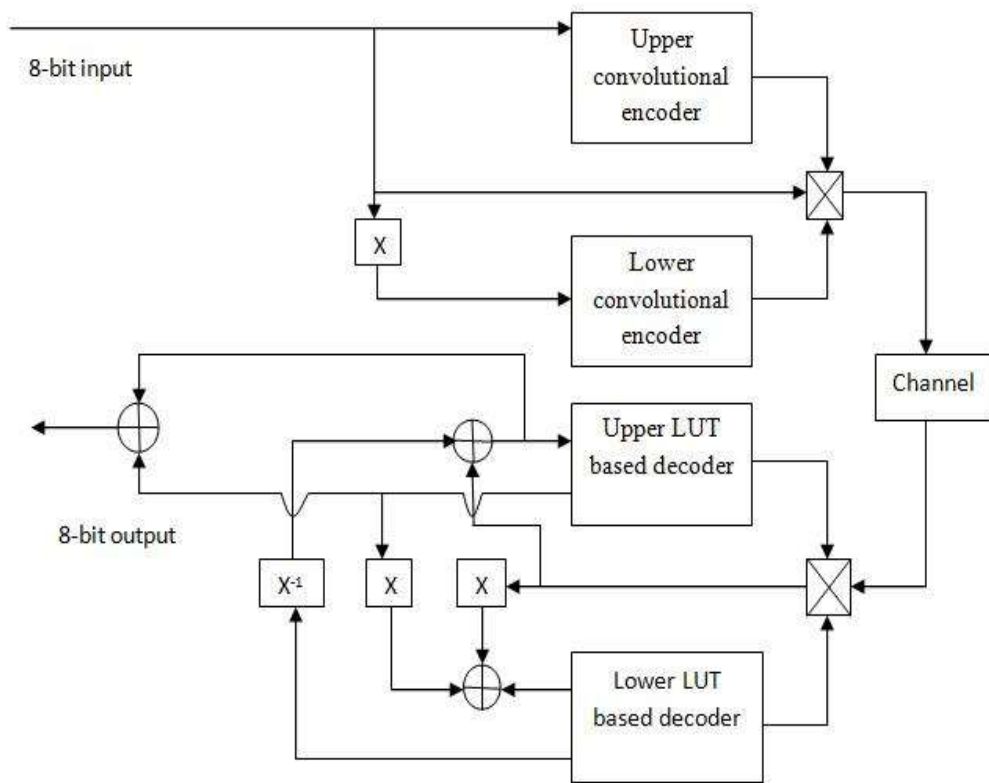 8-bit input
Upper
convolutional
encoder
X
Lower
convolutional
encoder
Channel
Upper LUT
based decoder
8-bit output
X⁻¹
X
X
Lower LUT
based decoder